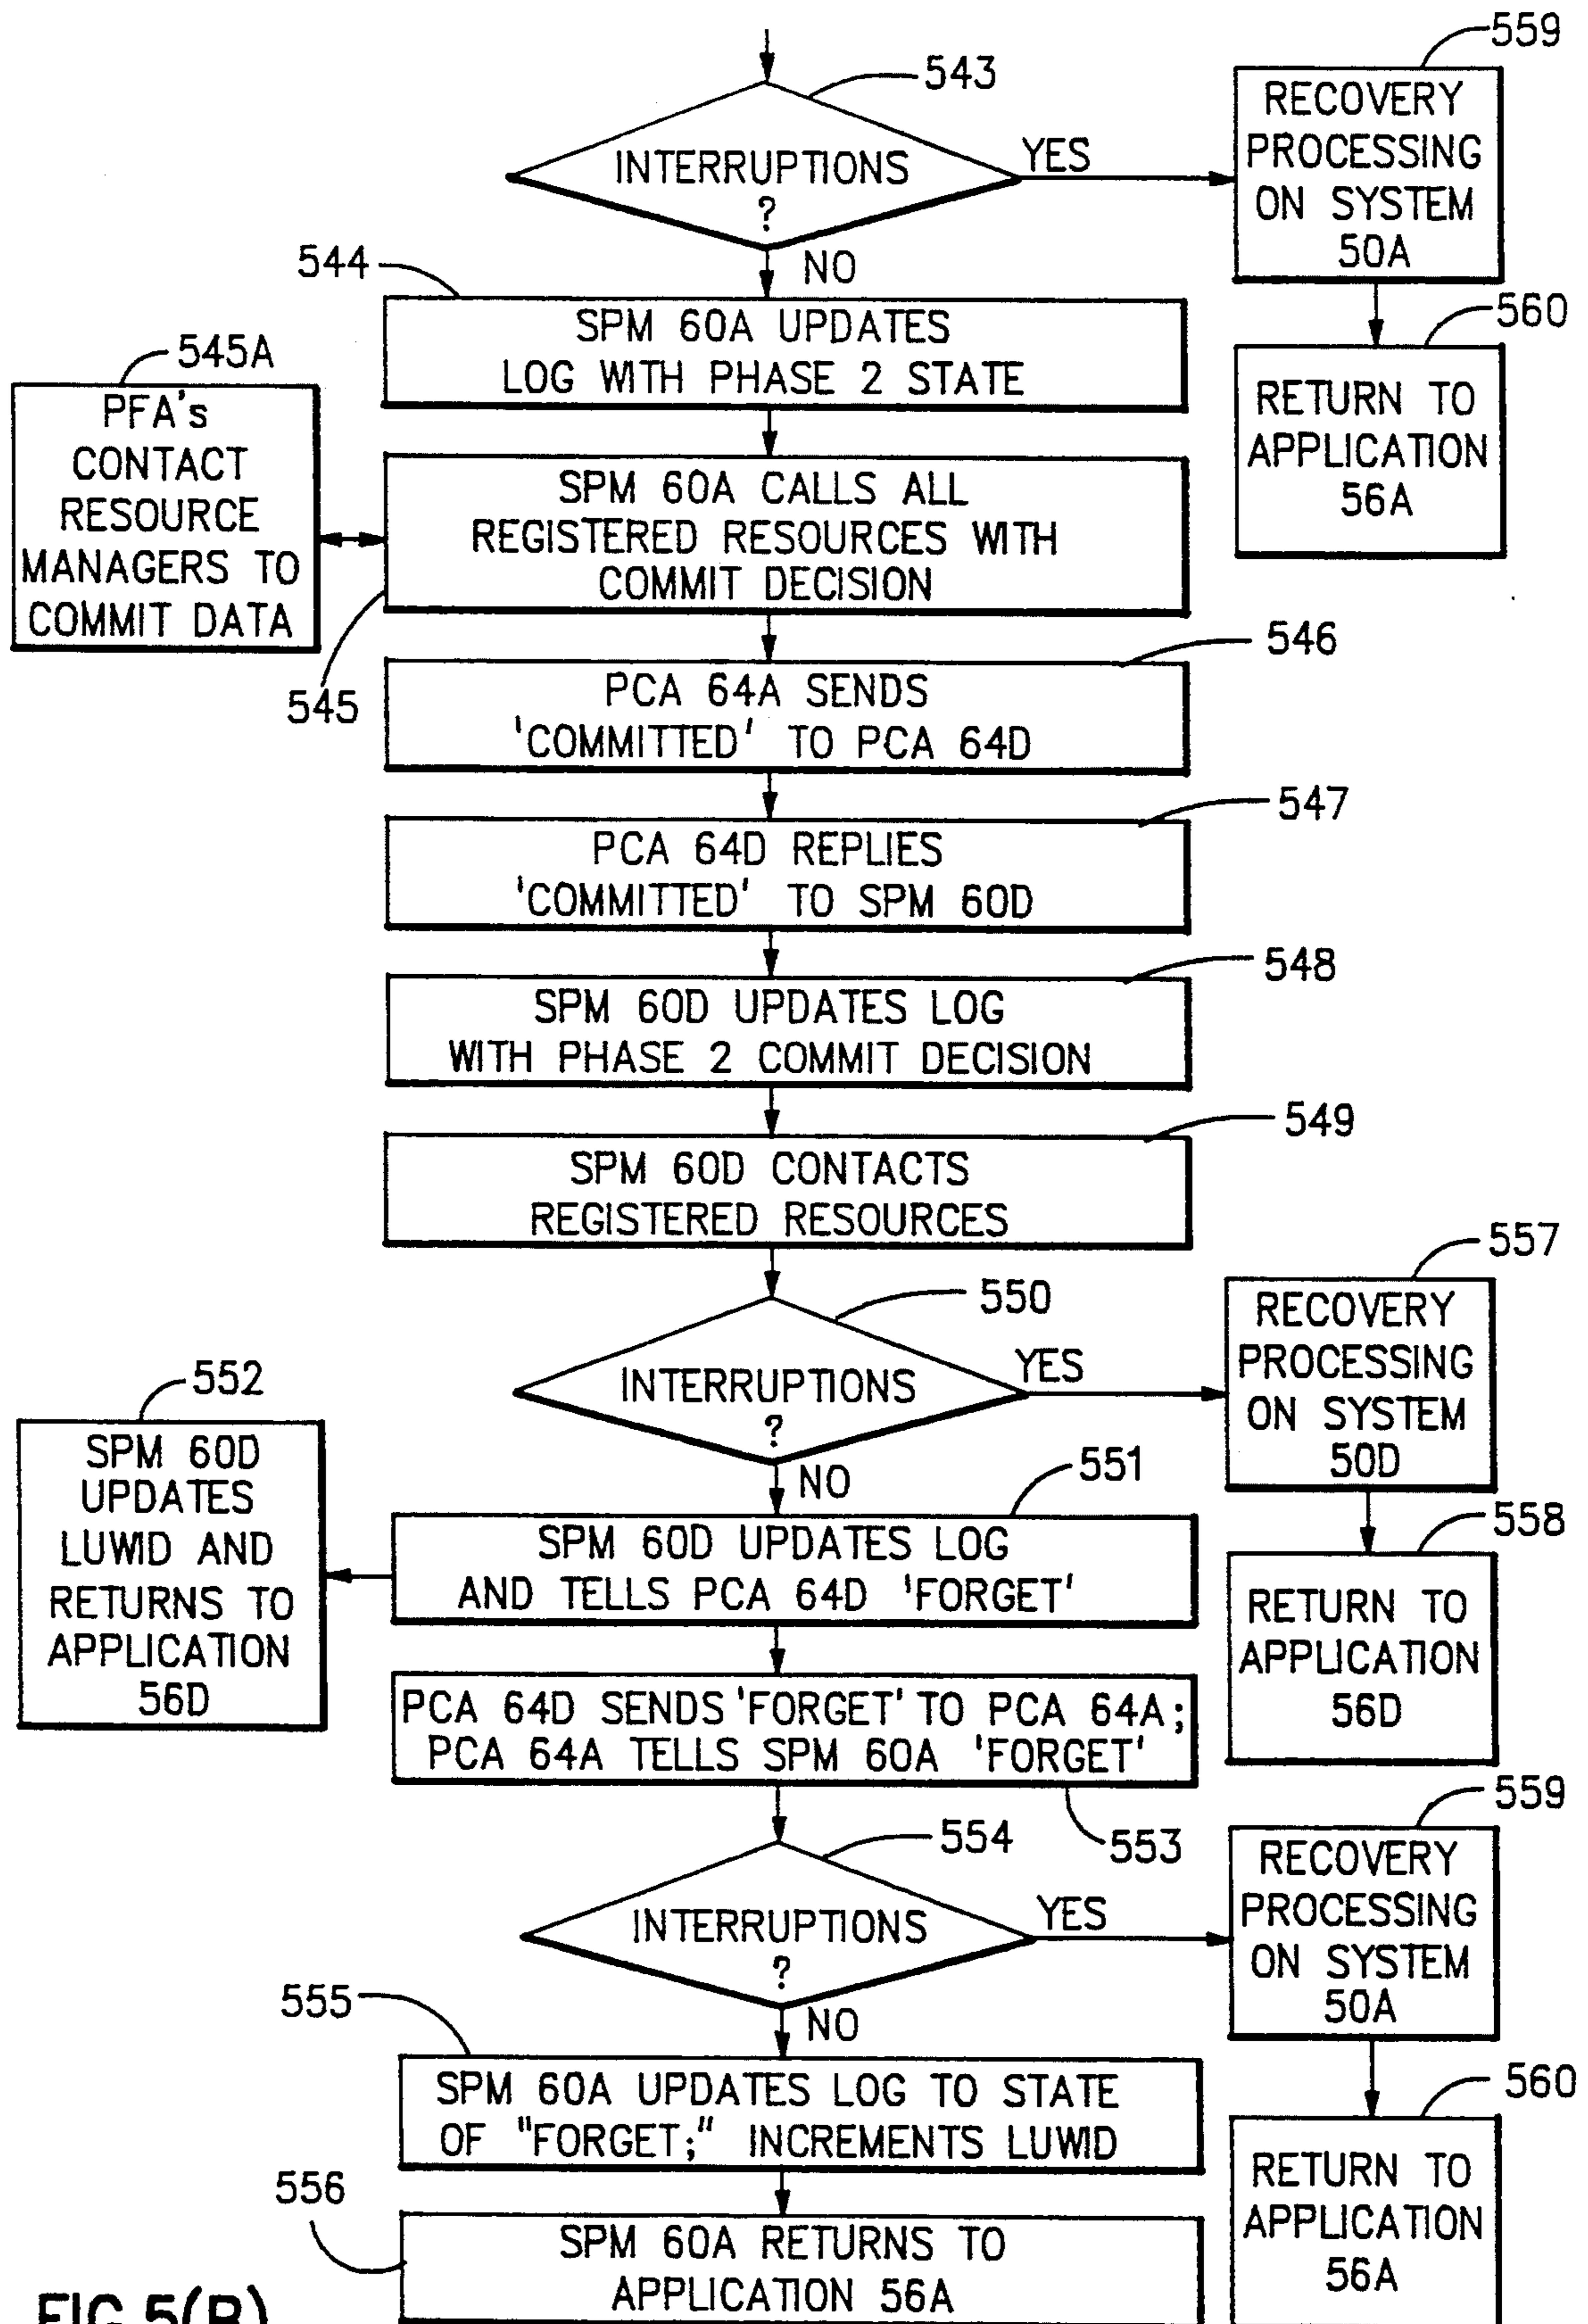 543
INTERRUPTIONS
?
YES
NO
559
RECOVERY
PROCESSING
ON SYSTEM
50A
560
RETURN TO
APPLICATION
56A
544
SPM 60A UPDATES
LOG WITH PHASE 2 STATE
545A
PFA's
CONTACT
RESOURCE
MANAGERS TO
COMMIT DATA
SPM 60A CALLS ALL
REGISTERED RESOURCES WITH
COMMIT DECISION
545
546
PCA 64A SENDS
'COMMITTED' TO PCA 64D
547
PCA 64D REPLIES
'COMMITTED' TO SPM 60D
548
SPM 60D UPDATES LOG
WITH PHASE 2 COMMIT DECISION
549
SPM 60D CONTACTS
REGISTERED RESOURCES
550
INTERRUPTIONS
?
YES
NO
557
RECOVERY
PROCESSING
ON SYSTEM
50D
558
RETURN TO
APPLICATION
56D
551
SPM 60D UPDATES LOG
AND TELLS PCA 64D 'FORGET'
552
SPM 60D
UPDATES
LUWID AND
RETURNS TO
APPLICATION
56D
PCA 64D SENDS 'FORGET' TO PCA 64A;
PCA 64A TELLS SPM 60A 'FORGET'
553
554
INTERRUPTIONS
?
YES
NO
559
RECOVERY
PROCESSING
ON SYSTEM
50A
560
RETURN TO
APPLICATION
56A
555
SPM 60A UPDATES LOG TO STATE
OF "FORGET;" INCREMENTS LUWID
556
SPM 60A RETURNS TO
APPLICATION 56A
FIG.5(B)